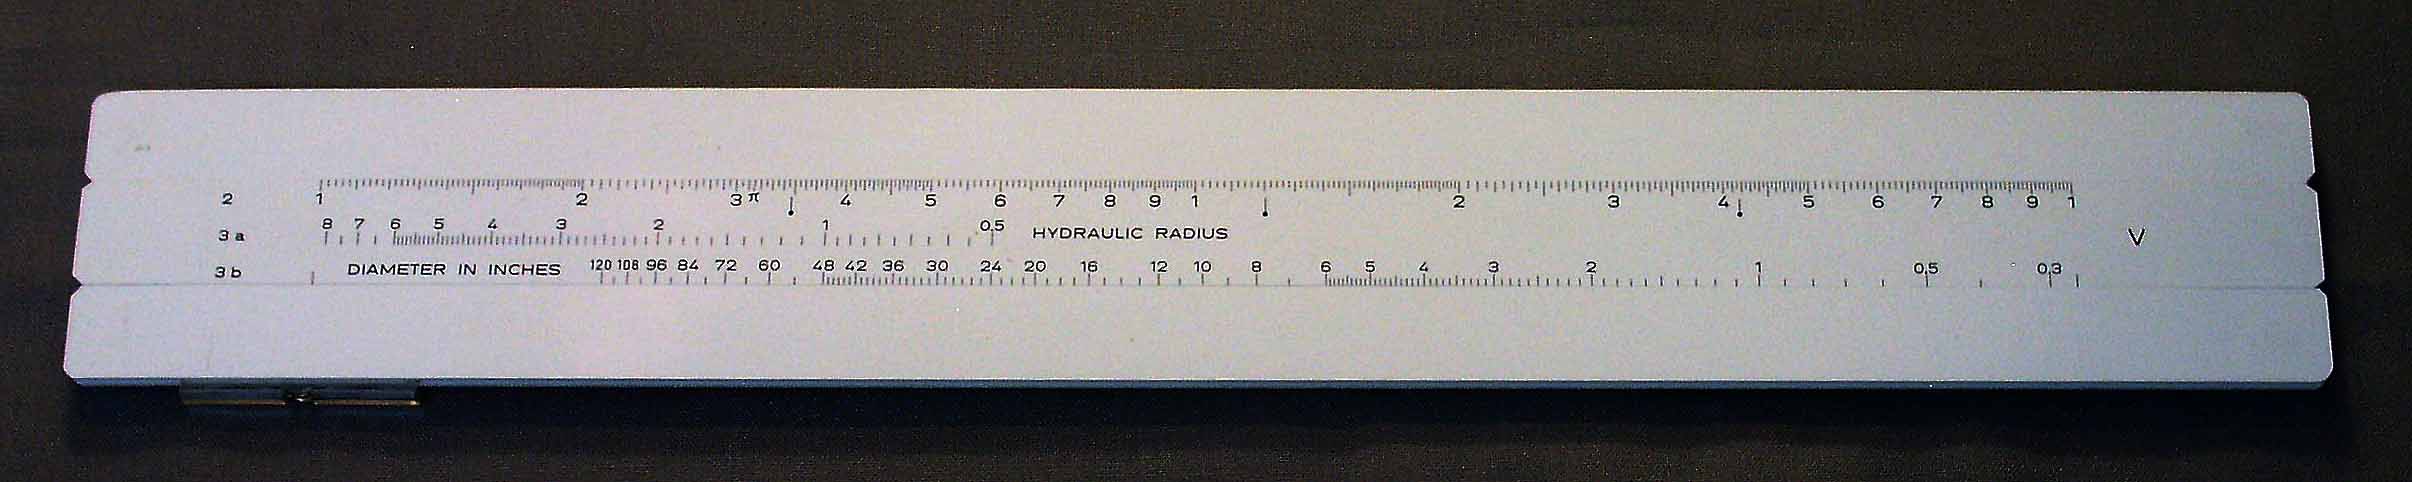 2 1 2 3 π 4 5 6 7 8 9 1 2 3 4 5 6 7 8 9 1
3a 8 7 6 5 4 3 2 1 0.5 HYDRAULIC RADIUS V
3b DIAMETER IN INCHES 120 108 96 84 72 60 48 42 36 30 24 20 16 12 10 8 6 5 4 3 2 1 0,5 0,3